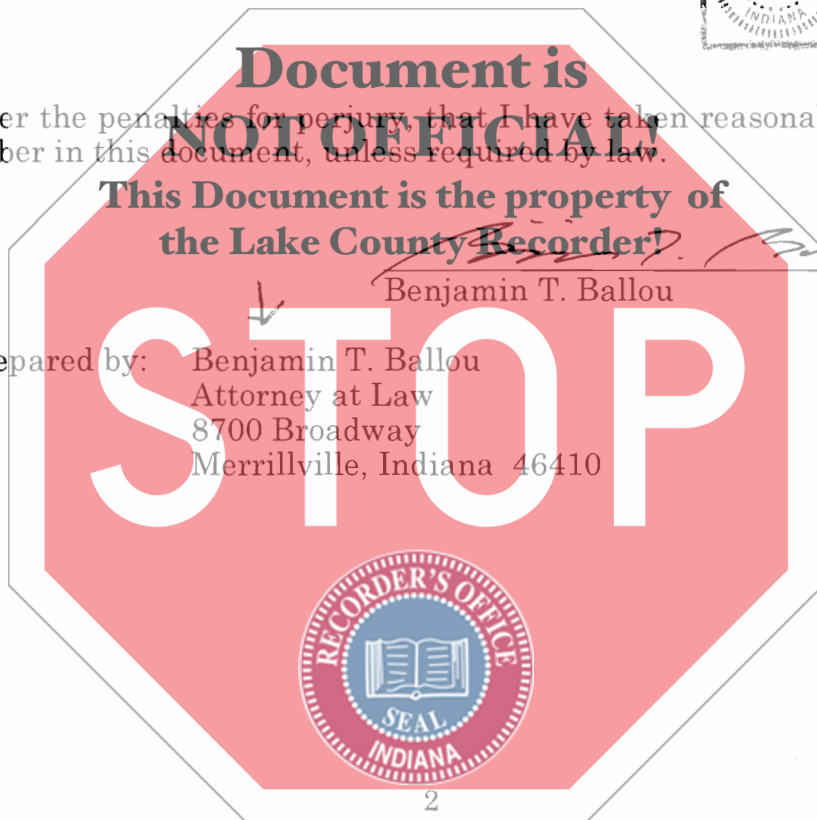 INDIANA
Document is
er the penalties for perjury, that I have taken reasona
NOT OFFICIAL!
ber in this document, unless required by law.
This Document is the property of
the Lake County Recorder!
Benjamin T. Ballou
STOP
epared by: Benjamin T. Ballou
Attorney at Law
8700 Broadway
Merrillville, Indiana 46410
RECORDER'S OFFICE
SEAL
INDIANA
2